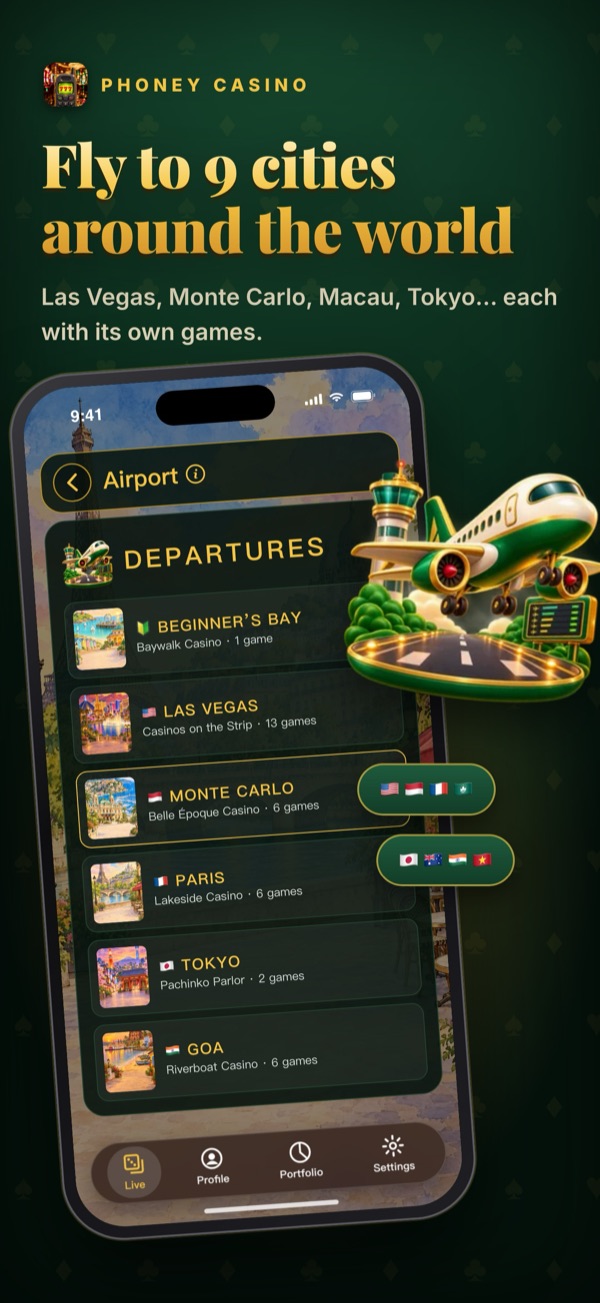 PHONEY CASINO
Fly to 9 cities
around the world
Las Vegas, Monte Carlo, Macau, Tokyo... each
with its own games.
9:41
Airport
DEPARTURES
BEGINNER'S BAY
Baywalk Casino · 1 game
LAS VEGAS
Casinos on the Strip · 13 games
MONTE CARLO
Belle Époque Casino · 6 games
PARIS
Lakeside Casino · 6 games
TOKYO
Pachinko Parlor · 2 games
GOA
Riverboat Casino · 6 games
Live
Profile
Portfolio
Settings